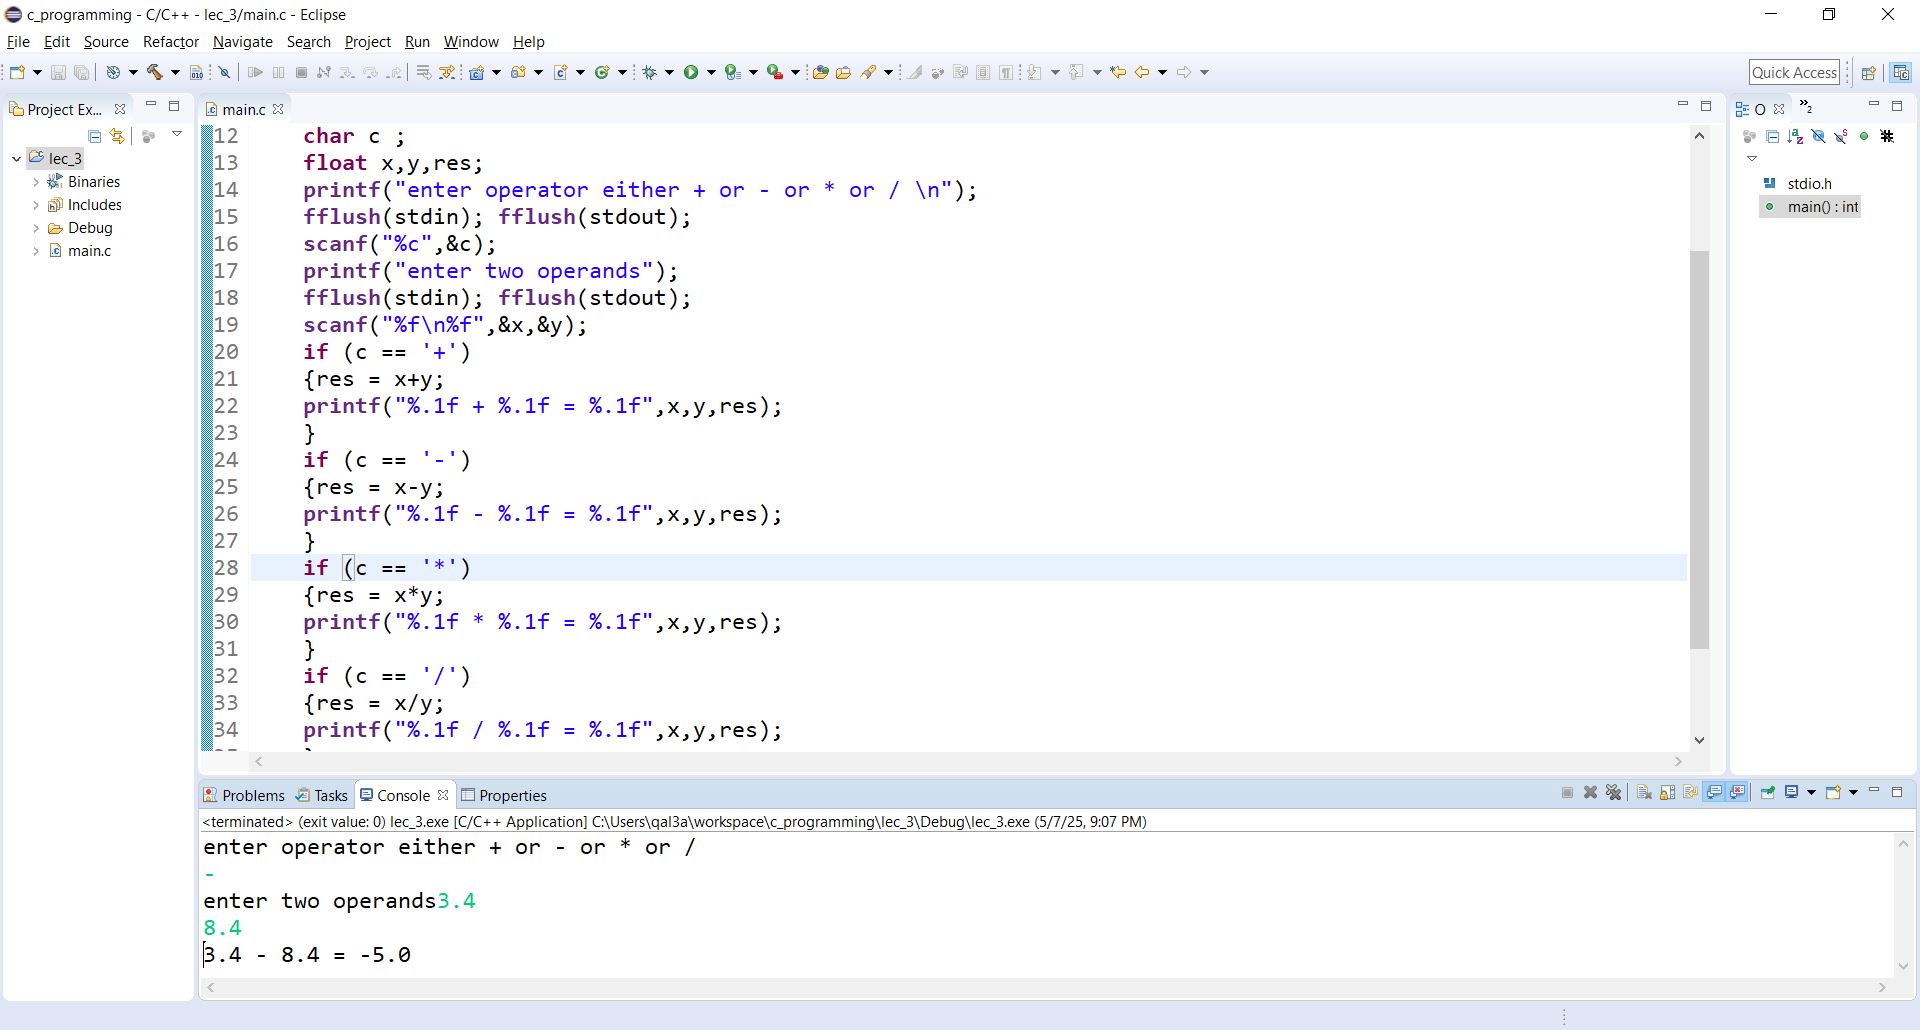 c_programming - C/C++ - lec_3/main.c - Eclipse
File Edit Source Refactor Navigate Search Project Run Window Help
Quick Access
Project Ex...
lec_3
Binaries
Includes
Debug
main.c
main.c
12 char c ;
13 float x,y,res;
14 printf("enter operator either + or - or * or / \n");
15 fflush(stdin); fflush(stdout);
16 scanf("%c",&c);
17 printf("enter two operands");
18 fflush(stdin); fflush(stdout);
19 scanf("%f\n%f",&x,&y);
20 if (c == '+')
21 {res = x+y;
22 printf("%.1f + %.1f = %.1f",x,y,res);
23 }
24 if (c == '-')
25 {res = x-y;
26 printf("%.1f - %.1f = %.1f",x,y,res);
27 }
28 if (c == '*')
29 {res = x*y;
30 printf("%.1f * %.1f = %.1f",x,y,res);
31 }
32 if (c == '/')
33 {res = x/y;
34 printf("%.1f / %.1f = %.1f",x,y,res);
O »2
stdio.h
main() : int
Problems Tasks Console Properties
<terminated> (exit value: 0) lec_3.exe [C/C++ Application] C:\Users\qal3a\workspace\c_programming\lec_3\Debug\lec_3.exe (5/7/25, 9:07 PM)
enter operator either + or - or * or /
-
enter two operands3.4
8.4
3.4 - 8.4 = -5.0